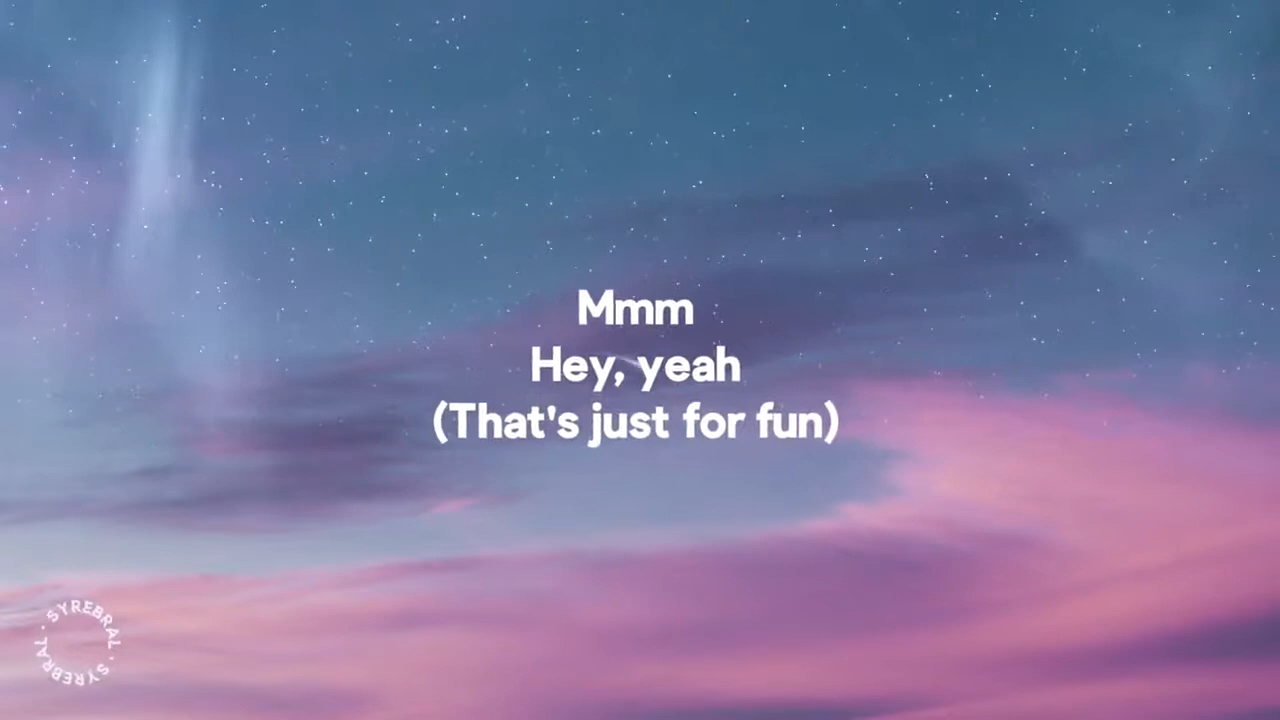 Mmm
Hey, yeah
(That's just for fun)
SYREBRAL · SYREBRAL ·